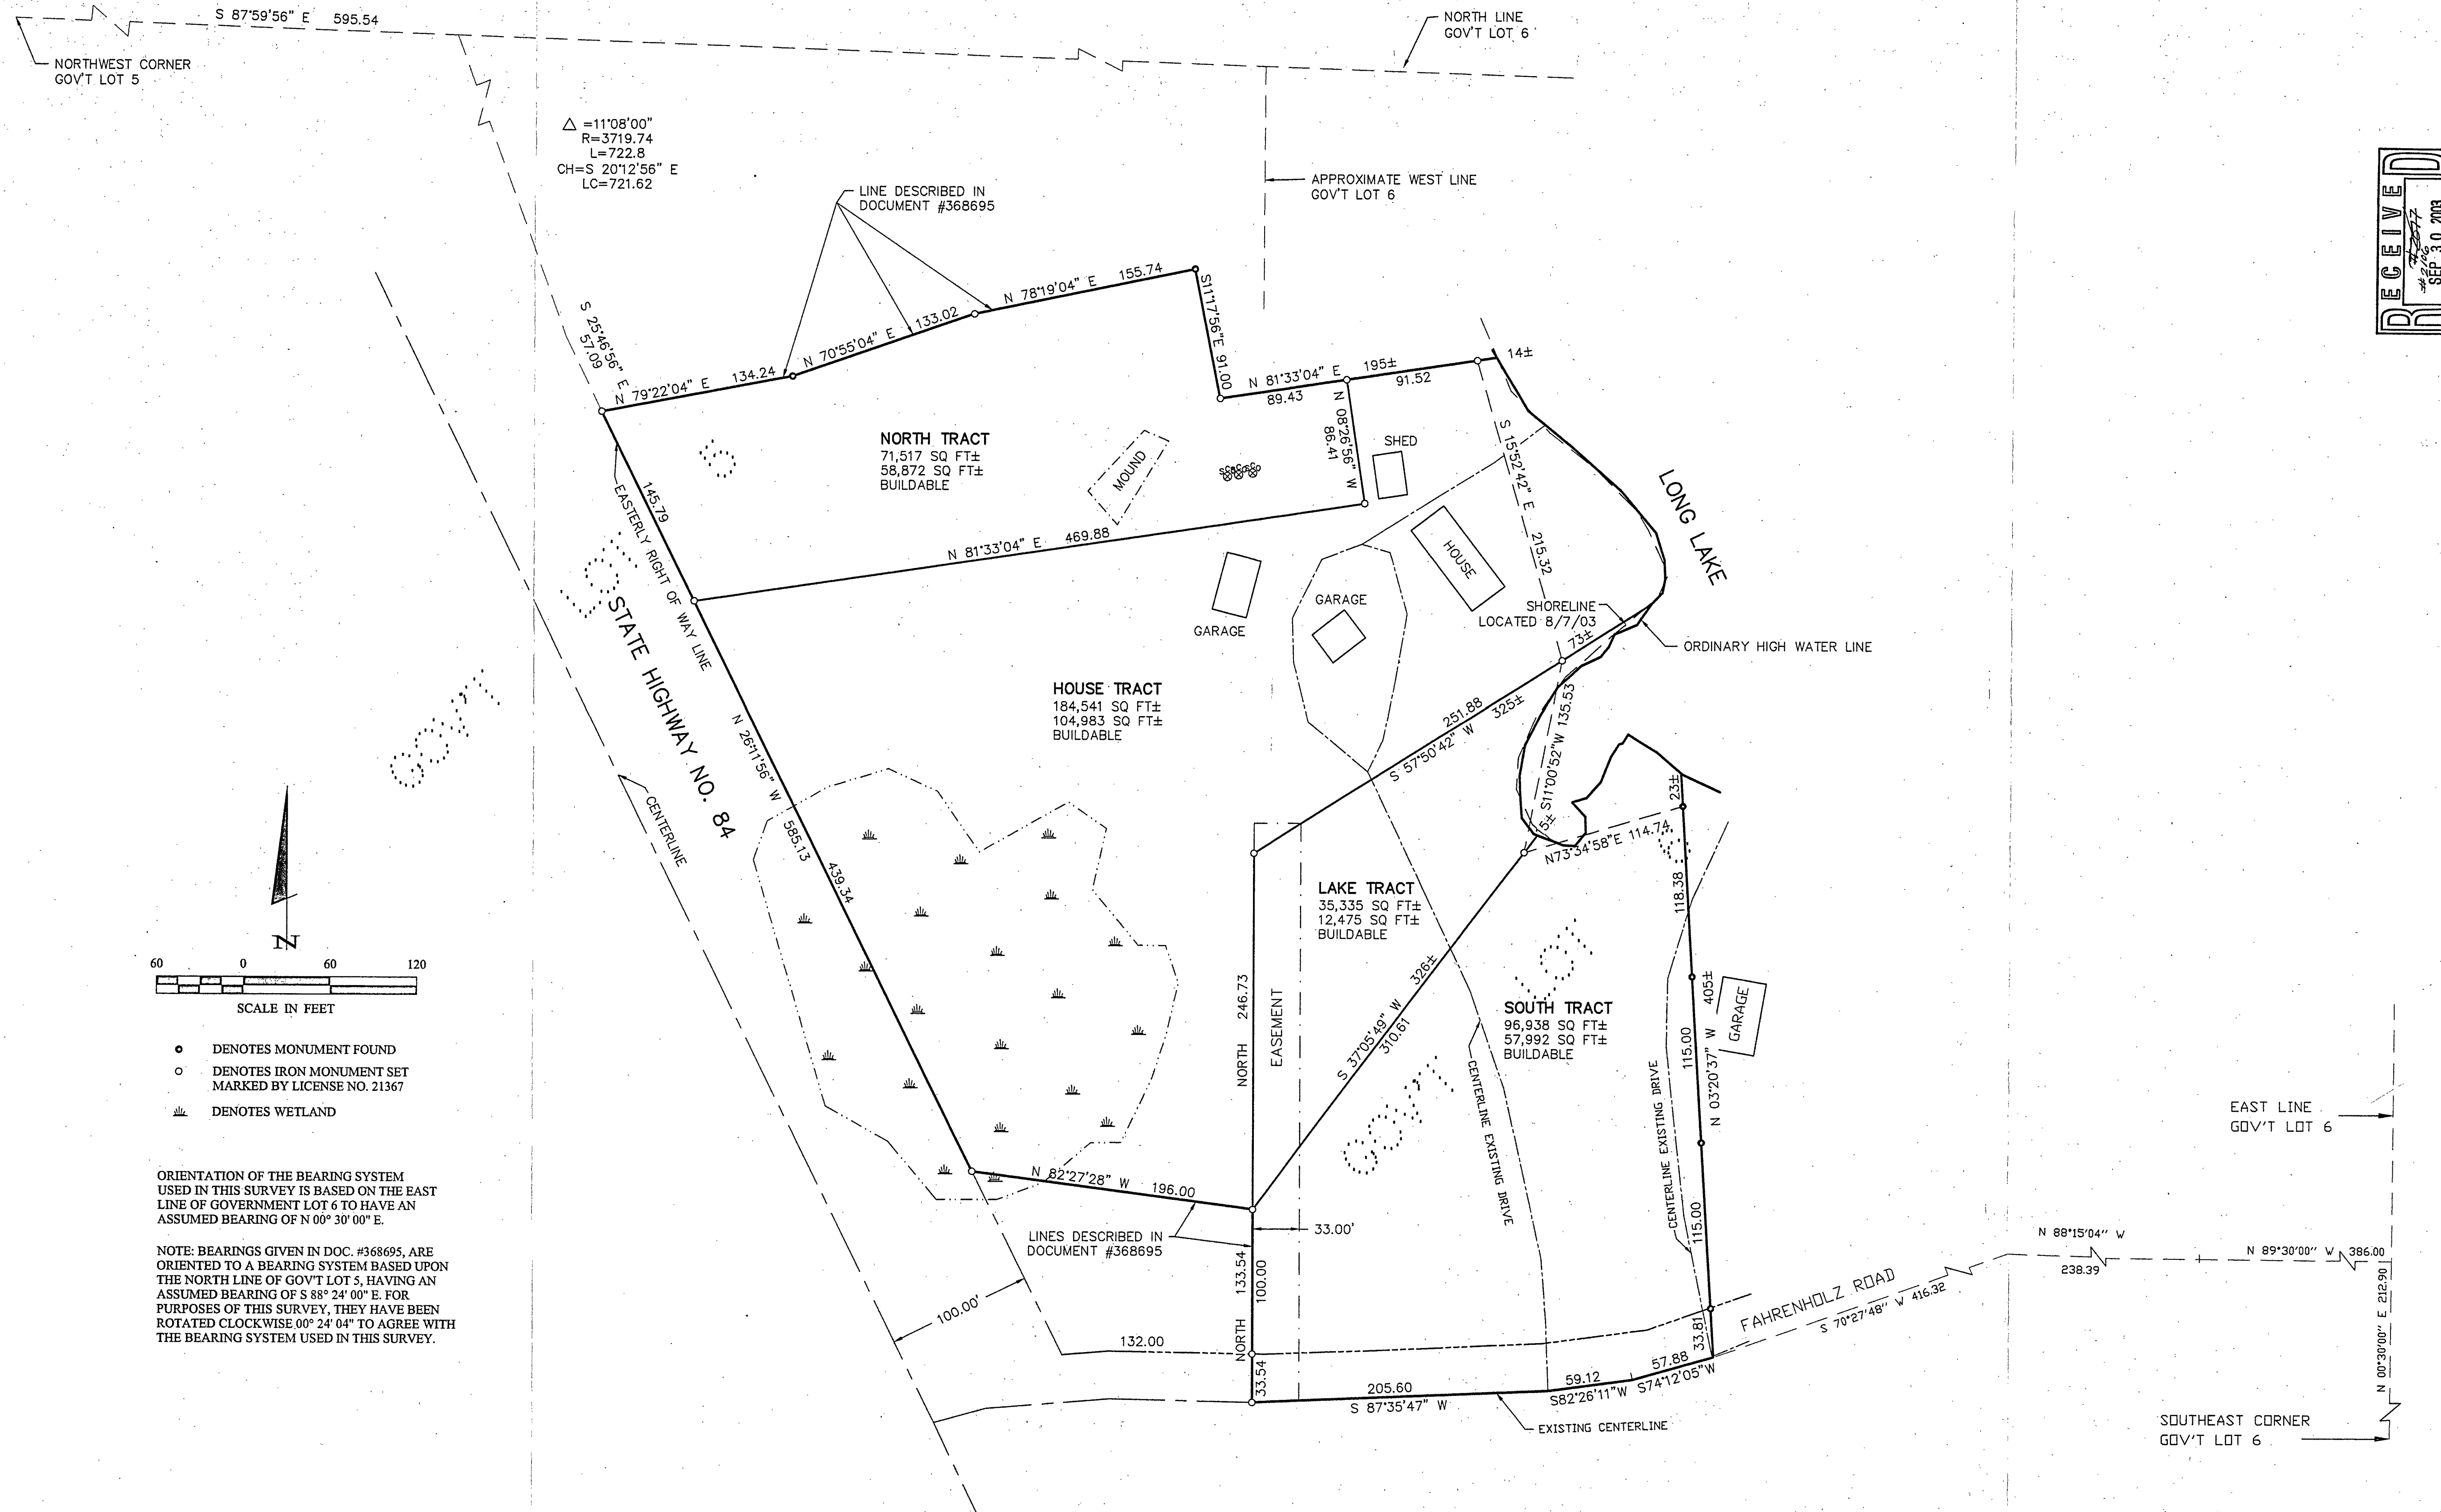 S 87°59'56" E 595.54
NORTHWEST CORNER
GOV'T LOT 5
NORTH LINE
GOV'T LOT 6
△ =11°08'00"
R=3719.74
L=722.8
CH=S 20°12'56" E
LC=721.62
LINE DESCRIBED IN
DOCUMENT #368695
APPROXIMATE WEST LINE
GOV'T LOT 6
RECEIVED
SEP 30 2003
S 25°46'56" E
57.09
N 79°22'04" E 134.24
N 70°55'04" E 133.02
N 78°19'04" E 155.74
S11°17'56"E 91.00
N 81°33'04" E 195±
89.43
91.52
14±
N 08°26'56" W
86.41
NORTH TRACT
71,517 SQ FT±
58,872 SQ FT±
BUILDABLE
MOUND
SHED
S 15°52'42" E 215.32
LONG LAKE
145.79
EASTERLY RIGHT OF WAY LINE
N 81°33'04" E 469.88
GOV'T LOT 5
STATE HIGHWAY NO. 84
CENTERLINE
HOUSE
GARAGE
GARAGE
SHORELINE
LOCATED 8/7/03
ORDINARY HIGH WATER LINE
73±
HOUSE TRACT
184,541 SQ FT±
104,983 SQ FT±
BUILDABLE
251.88
S 57°50'42" W 325±
S11°00'52"W 135.53
N 26°11'56" W 585.13
439.34
5±
23±
N73°34'58"E 114.74
LAKE TRACT
35,335 SQ FT±
12,475 SQ FT±
BUILDABLE
118.38
NORTH 246.73
EASEMENT
S 37°05'49" W 326±
310.61
GOV'T LOT 6
SOUTH TRACT
96,938 SQ FT±
57,992 SQ FT±
BUILDABLE
CENTERLINE EXISTING DRIVE
CENTERLINE EXISTING DRIVE
115.00
N 03°20'37" W 405±
GARAGE
115.00
33.81
60 0 60 120
SCALE IN FEET
N
DENOTES MONUMENT FOUND
DENOTES IRON MONUMENT SET
MARKED BY LICENSE NO. 21367
DENOTES WETLAND
ORIENTATION OF THE BEARING SYSTEM
USED IN THIS SURVEY IS BASED ON THE EAST
LINE OF GOVERNMENT LOT 6 TO HAVE AN
ASSUMED BEARING OF N 00° 30' 00" E.
NOTE: BEARINGS GIVEN IN DOC. #368695, ARE
ORIENTED TO A BEARING SYSTEM BASED UPON
THE NORTH LINE OF GOV'T LOT 5, HAVING AN
ASSUMED BEARING OF S 88° 24' 00" E. FOR
PURPOSES OF THIS SURVEY, THEY HAVE BEEN
ROTATED CLOCKWISE 00° 24' 04" TO AGREE WITH
THE BEARING SYSTEM USED IN THIS SURVEY.
N 82°27'28" W 196.00
LINES DESCRIBED IN
DOCUMENT #368695
33.00'
NORTH 133.54
100.00
33.54
100.00'
132.00
205.60
S 87°35'47" W
59.12
S82°26'11"W
57.88
S74°12'05"W
EXISTING CENTERLINE
FAHRENHOLZ ROAD
S 70°27'48" W 416.32
N 88°15'04" W
238.39
N 89°30'00" W 386.00
N 00°30'00" E 212.90
EAST LINE
GOV'T LOT 6
SOUTHEAST CORNER
GOV'T LOT 6